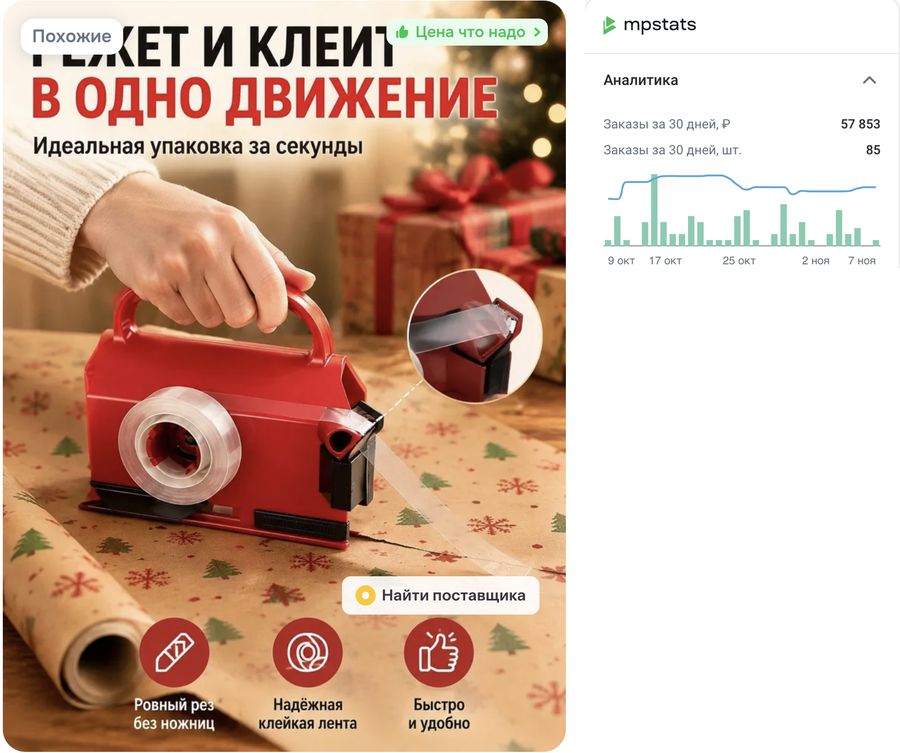 Похожие
РЕЖЕТ И КЛЕИТ
Цена что надо
В ОДНО ДВИЖЕНИЕ
Идеальная упаковка за секунды
Найти поставщика
Ровный рез
без ножниц
Надёжная
клейкая лента
Быстро
и удобно
mpstats
Аналитика
Заказы за 30 дней, ₽ 57 853
Заказы за 30 дней, шт. 85
9 окт 17 окт 25 окт 2 ноя 7 ноя